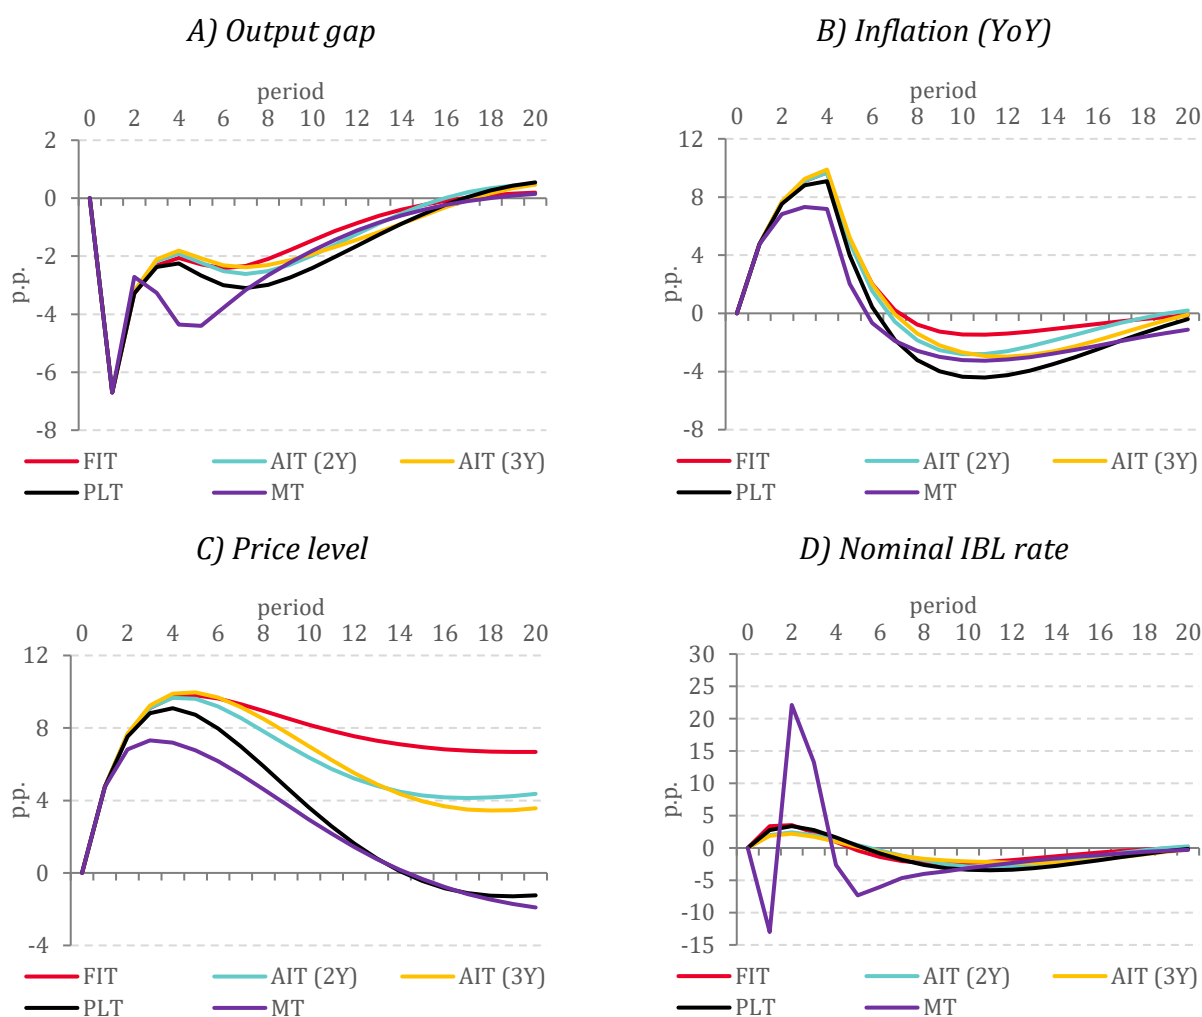 A) Output gap
period
0 2 4 6 8 10 12 14 16 18 20
2
0
-2
-4
-6
-8
p.p.
FIT AIT (2Y) AIT (3Y)
PLT MT
B) Inflation (YoY)
period
0 2 4 6 8 10 12 14 16 18 20
12
8
4
0
-4
-8
p.p.
FIT AIT (2Y) AIT (3Y)
PLT MT
C) Price level
period
0 2 4 6 8 10 12 14 16 18 20
12
8
4
0
-4
p.p.
FIT AIT (2Y) AIT (3Y)
PLT MT
D) Nominal IBL rate
period
0 2 4 6 8 10 12 14 16 18 20
30
25
20
15
10
5
0
-5
-10
-15
p.p.
FIT AIT (2Y) AIT (3Y)
PLT MT